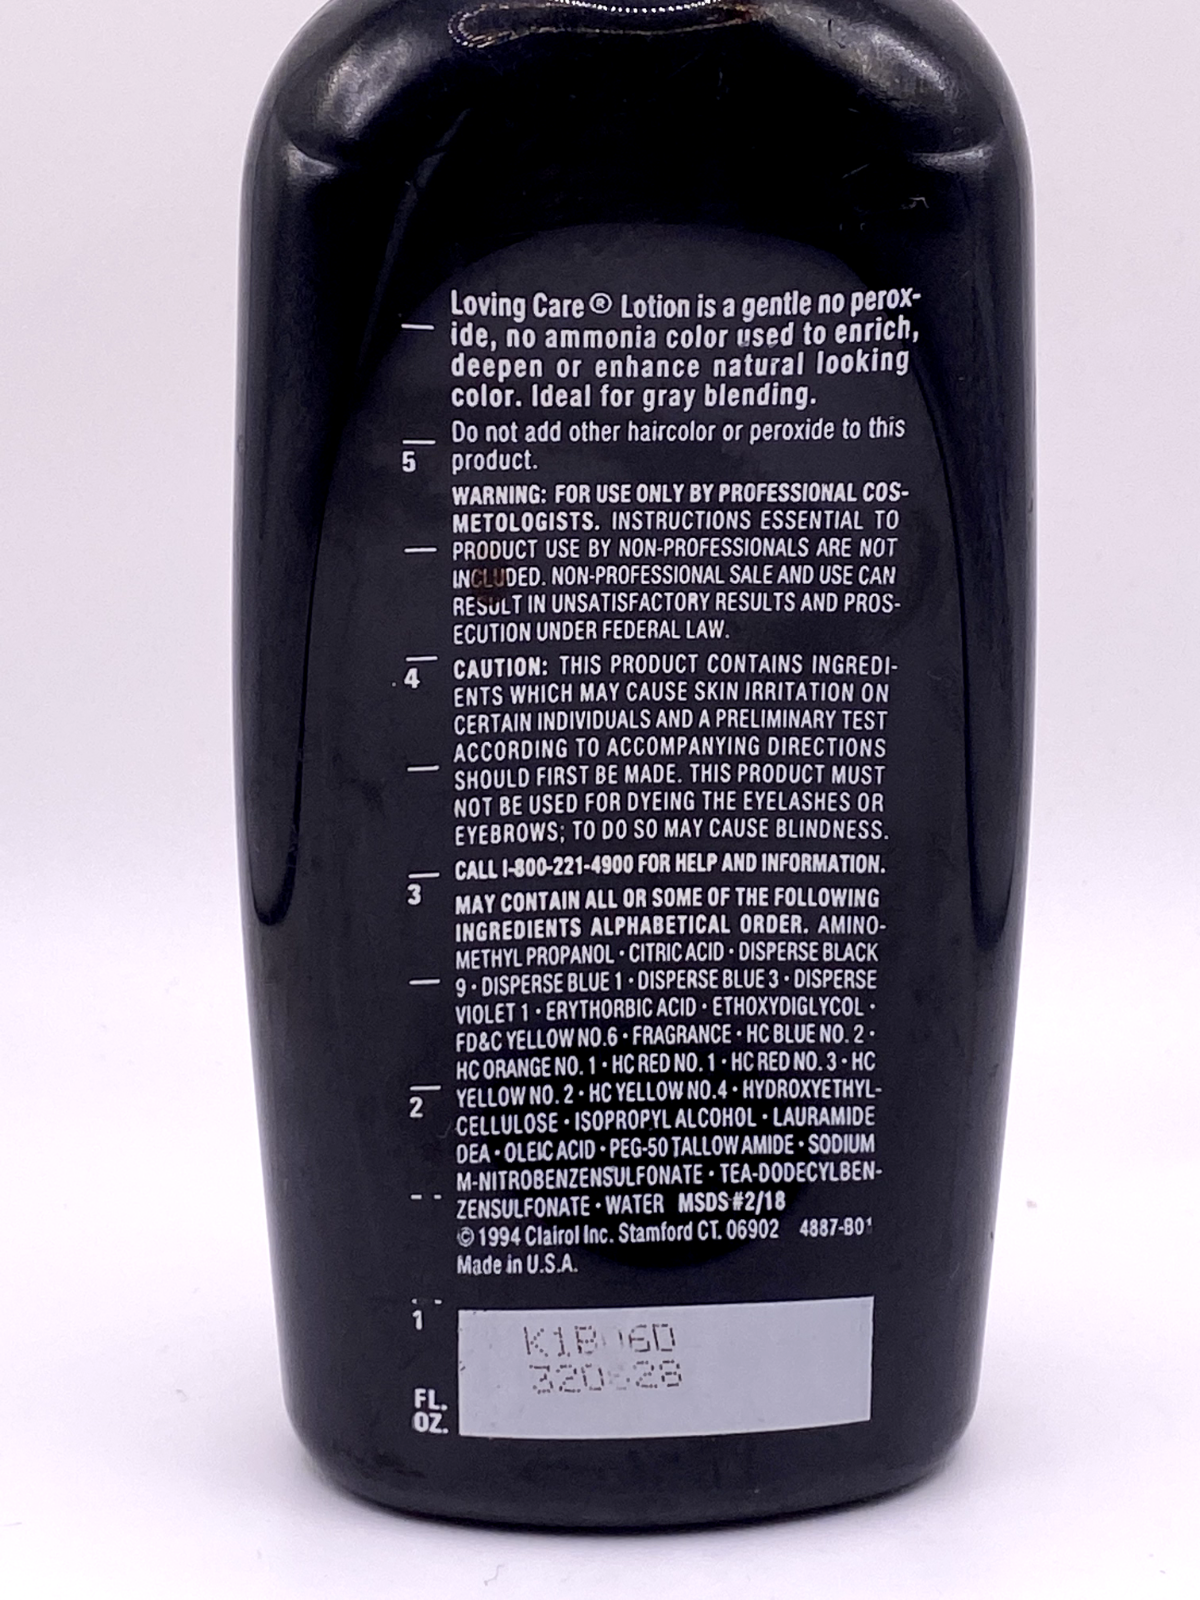 Loving Care ® Lotion is a gentle no perox-
ide, no ammonia color used to enrich,
deepen or enhance natural looking
color. Ideal for gray blending.
Do not add other haircolor or peroxide to this
5
product.
WARNING: FOR USE ONLY BY PROFESSIONAL COS-
METOLOGISTS. INSTRUCTIONS ESSENTIAL TO
PRODUCT USE BY NON-PROFESSIONALS ARE NOT
INCLUDED. NON-PROFESSIONAL SALE AND USE CAN
RESULT IN UNSATISFACTORY RESULTS AND PROS-
ECUTION UNDER FEDERAL LAW.
4
CAUTION: THIS PRODUCT CONTAINS INGREDI-
ENTS WHICH MAY CAUSE SKIN IRRITATION ON
CERTAIN INDIVIDUALS AND A PRELIMINARY TEST
ACCORDING TO ACCOMPANYING DIRECTIONS
SHOULD FIRST BE MADE. THIS PRODUCT MUST
NOT BE USED FOR DYEING THE EYELASHES OR
EYEBROWS; TO DO SO MAY CAUSE BLINDNESS.
CALL 1-800-221-4900 FOR HELP AND INFORMATION.
3
MAY CONTAIN ALL OR SOME OF THE FOLLOWING
INGREDIENTS ALPHABETICAL ORDER. AMINO-
METHYL PROPANOL · CITRIC ACID · DISPERSE BLACK
9 · DISPERSE BLUE 1 · DISPERSE BLUE 3 · DISPERSE
VIOLET 1 · ERYTHORBIC ACID · ETHOXYDIGLYCOL ·
FD&C YELLOW NO.6 · FRAGRANCE · HC BLUE NO. 2 ·
HC ORANGE NO. 1 · HC RED NO. 1 · HC RED NO. 3 · HC
YELLOW NO. 2 · HC YELLOW NO.4 · HYDROXYETHYL-
2
CELLULOSE · ISOPROPYL ALCOHOL · LAURAMIDE
DEA · OLEIC ACID · PEG-50 TALLOW AMIDE · SODIUM
M-NITROBENZENSULFONATE · TEA-DODECYLBEN-
ZENSULFONATE · WATER MSDS #2/18
© 1994 Clairol Inc. Stamford CT. 06902
Made in U.S.A.
1
FL.
OZ.